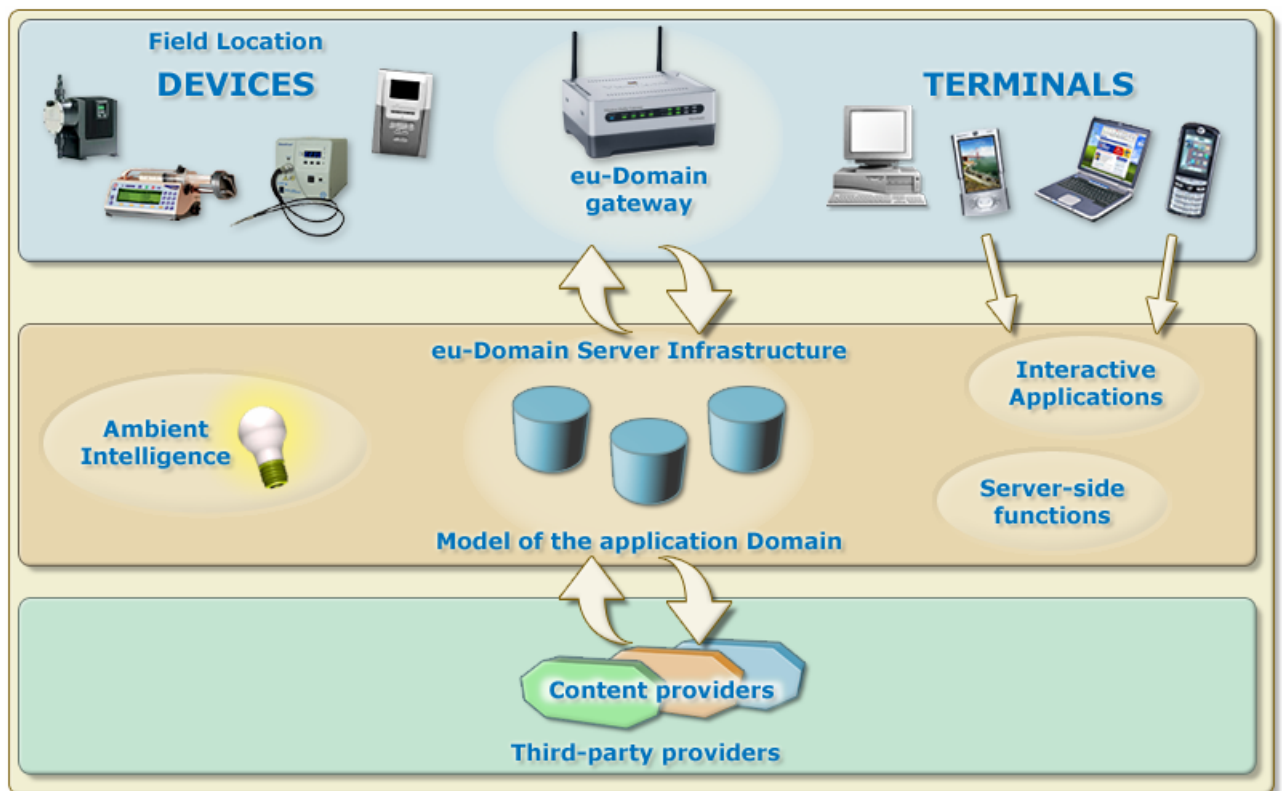 Field Location
DEVICES
eu-Domain
gateway
TERMINALS
eu-Domain Server Infrastructure
Ambient
Intelligence
Interactive
Applications
Server-side
functions
Model of the application Domain
Content providers
Third-party providers